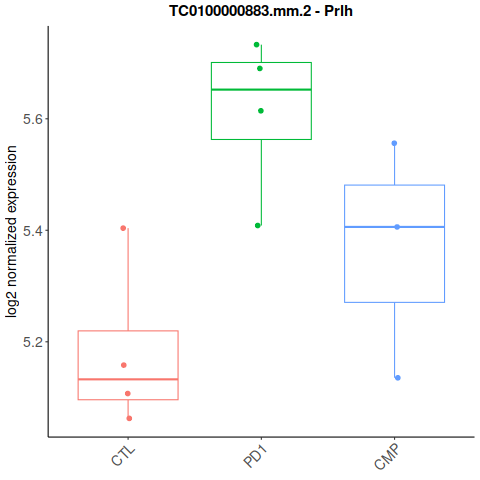 TC0100000883.mm.2 - Prlh
log2 normalized expression
5.6
5.4
5.2
CTL
PD1
CMP